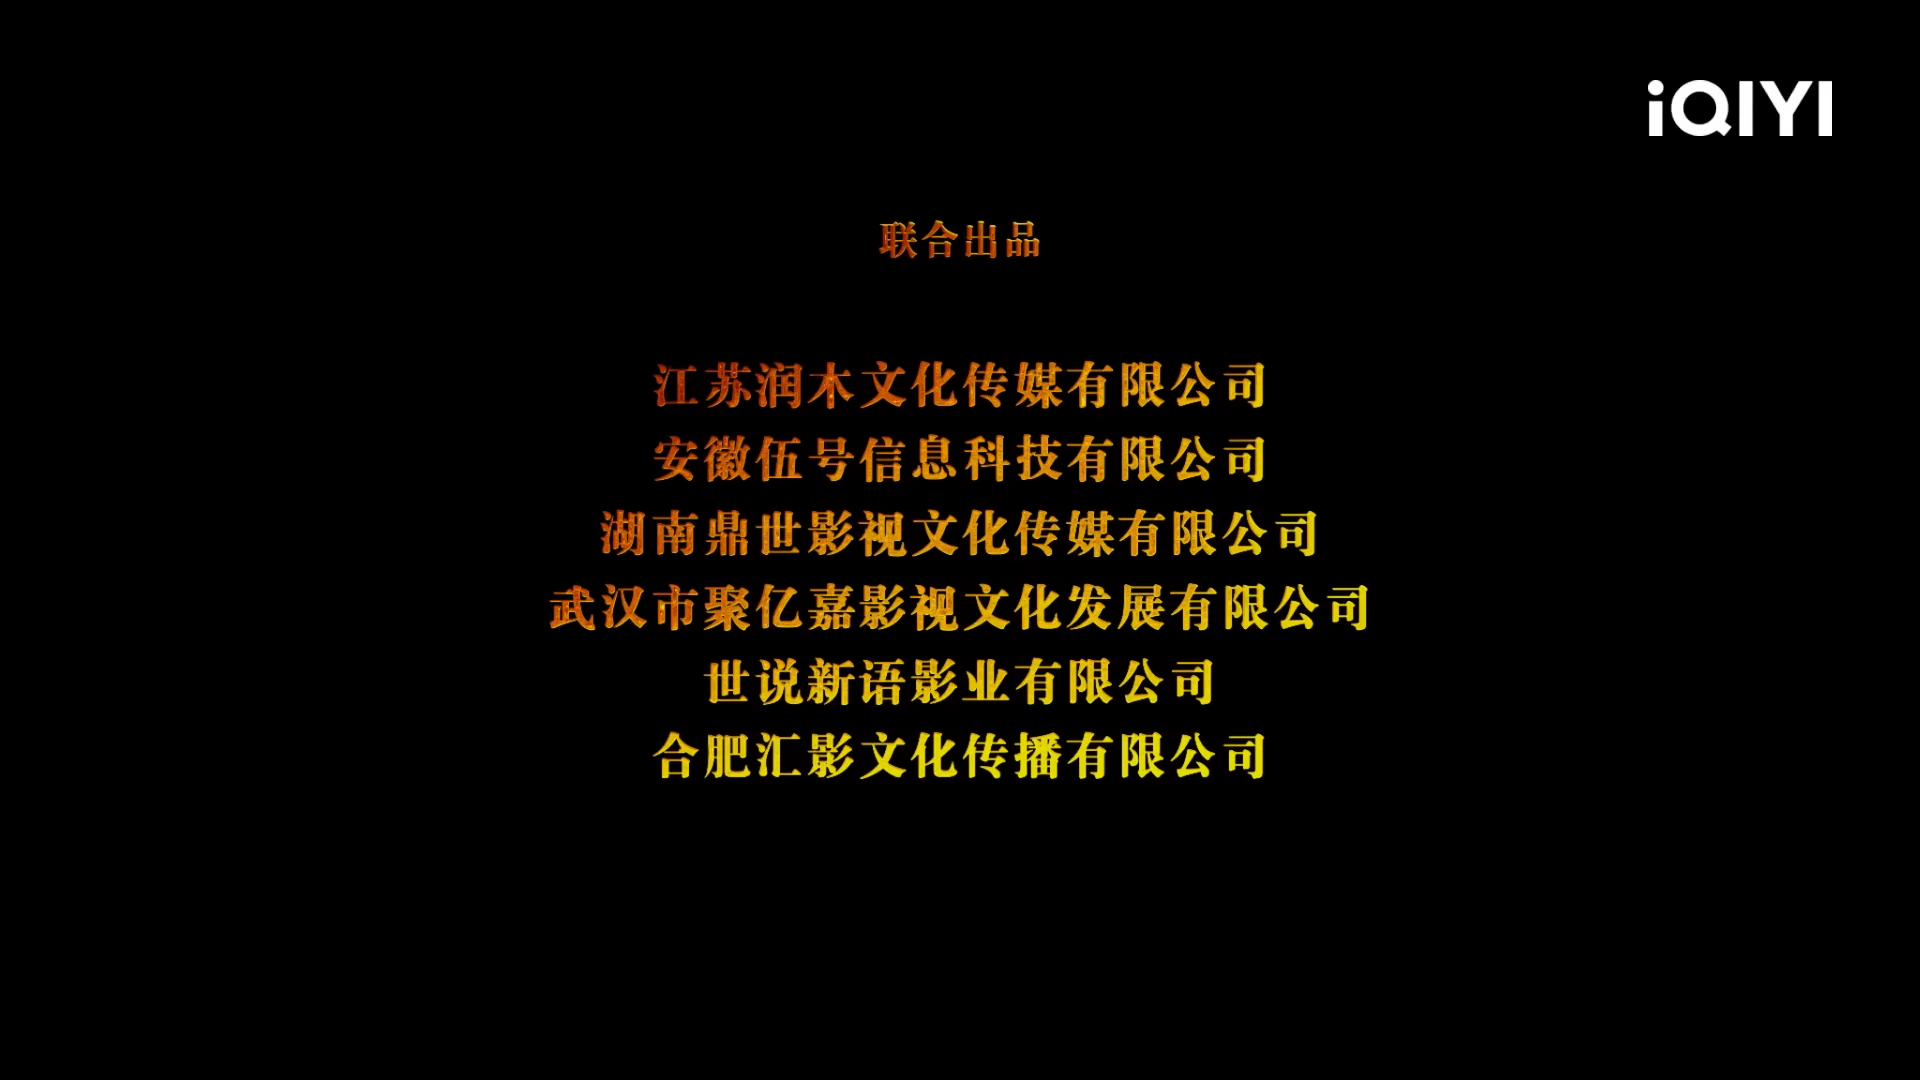 iQIYI
联合出品
江苏润木文化传媒有限公司
安徽伍号信息科技有限公司
湖南鼎世影视文化传媒有限公司
武汉市聚亿嘉影视文化发展有限公司
世说新语影业有限公司
合肥汇影文化传播有限公司